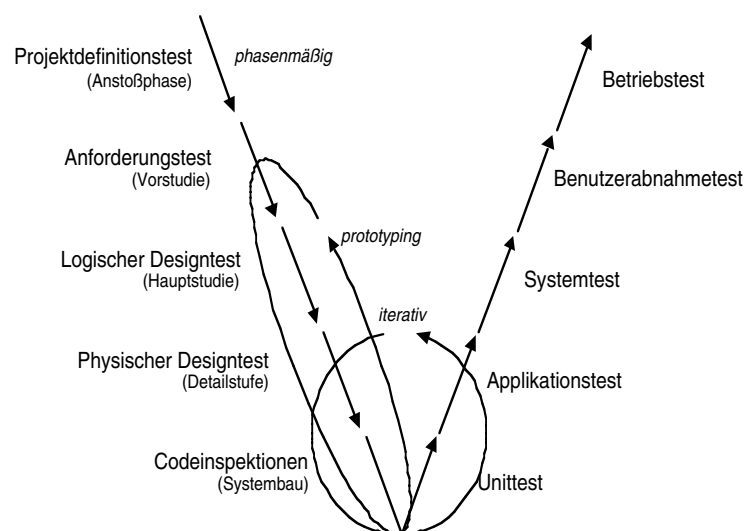 Projektdefinitionstest
(Anstoßphase)
phasenmäßig
Betriebstest
Anforderungstest
(Vorstudie)
Benutzerabnahmetest
prototyping
Logischer Designtest
(Hauptstudie)
Systemtest
iterativ
Physischer Designtest
(Detailstufe)
Applikationstest
Codeinspektionen
(Systembau)
Unittest